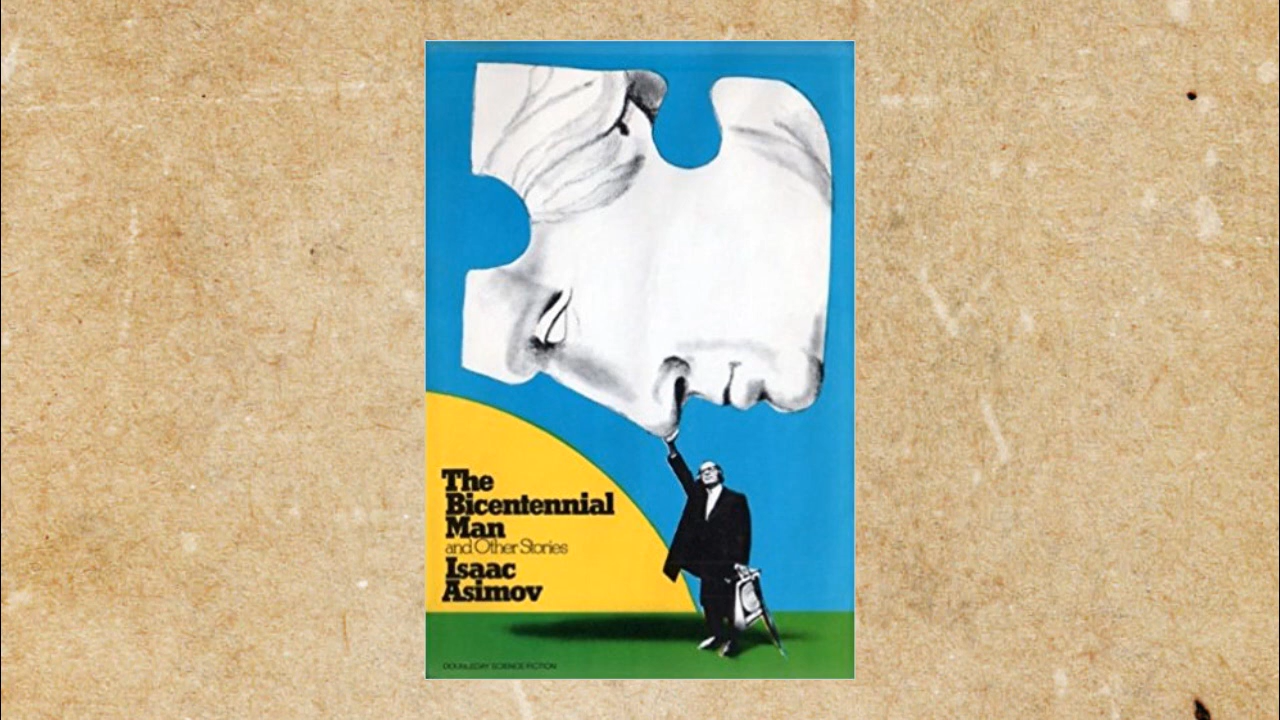 The
Bicentennial
Man
and Other Stories
Isaac
Asimov
DOUBLEDAY SCIENCE FICTION